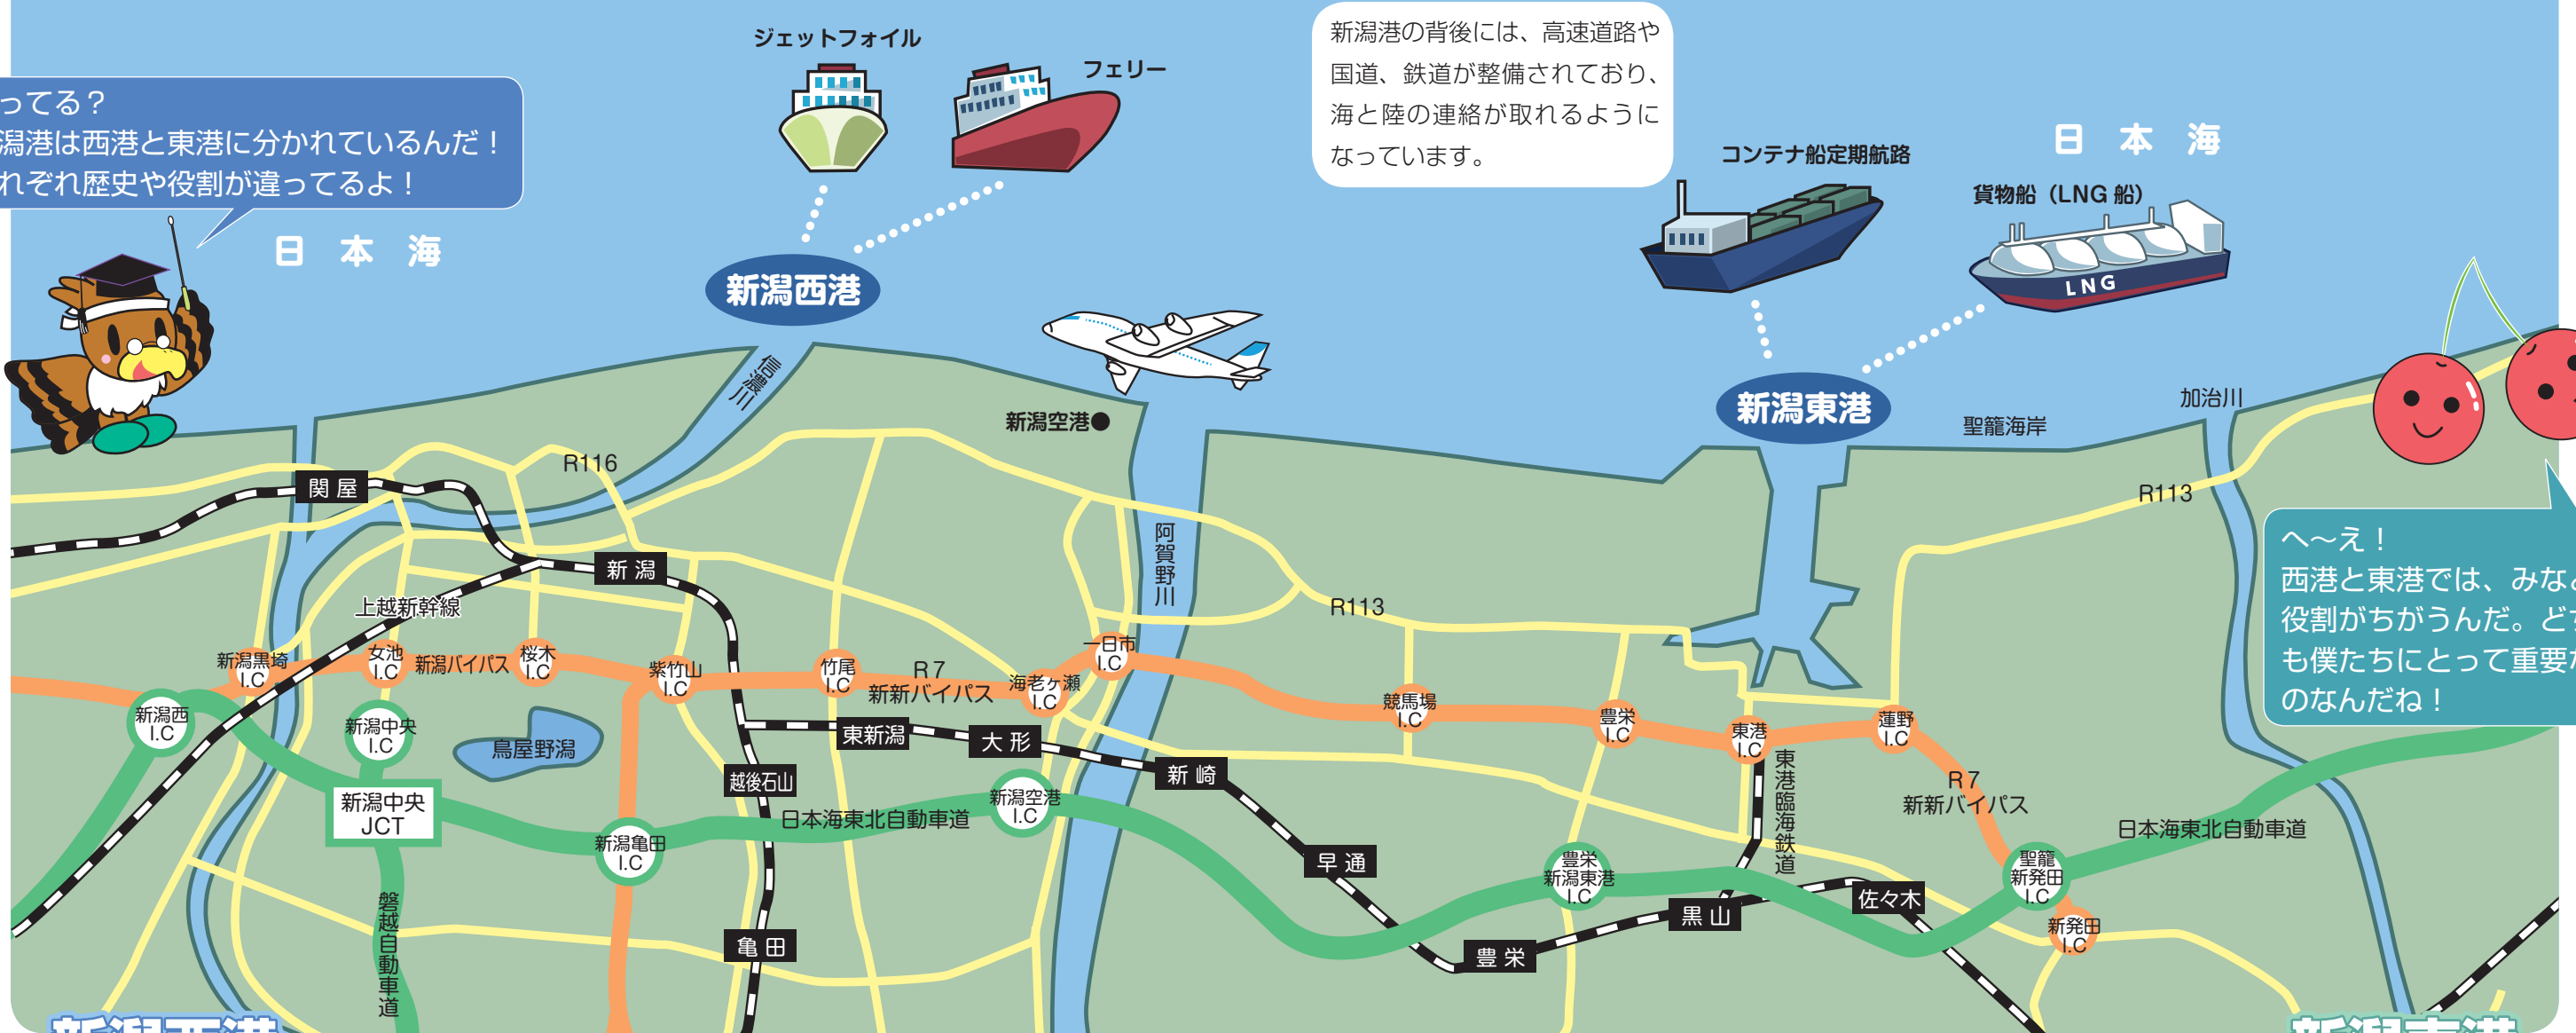 ジェットフォイル
フェリー
新潟港の背後には、高速道路や
国道、鉄道が整備されており、
海と陸の連絡が取れるように
なっています。
ってる？
潟港は西港と東港に分かれているんだ！
れぞれ歴史や役割が違ってるよ！
日本海
日本海
コンテナ船定期航路
貨物船（LNG 船）
LNG
新潟西港
新潟東港
信濃川
新潟空港●
聖籠海岸
加治川
R116
R113
関屋
新潟
上越新幹線
阿賀野川
R113
へ〜え！
西港と東港では、みなと
役割がちがうんだ。どち
も僕たちにとって重要な
のなんだね！
新潟黒埼
I.C
女池
I.C
新潟バイパス
桜木
I.C
紫竹山
I.C
竹尾
I.C
R7
新新バイパス
海老ヶ瀬
I.C
一日市
I.C
競馬場
I.C
豊栄
I.C
東港
I.C
蓮野
I.C
新潟西
I.C
新潟中央
I.C
鳥屋野潟
東新潟
大形
新崎
東港臨海鉄道
R7
新新バイパス
新潟中央
JCT
越後石山
日本海東北自動車道
新潟空港
I.C
新潟亀田
I.C
早通
豊栄
新潟東港
I.C
日本海東北自動車道
聖籠
新発田
I.C
佐々木
黒山
新発田
I.C
磐越自動車道
亀田
豊栄
新潟西港
新潟東港